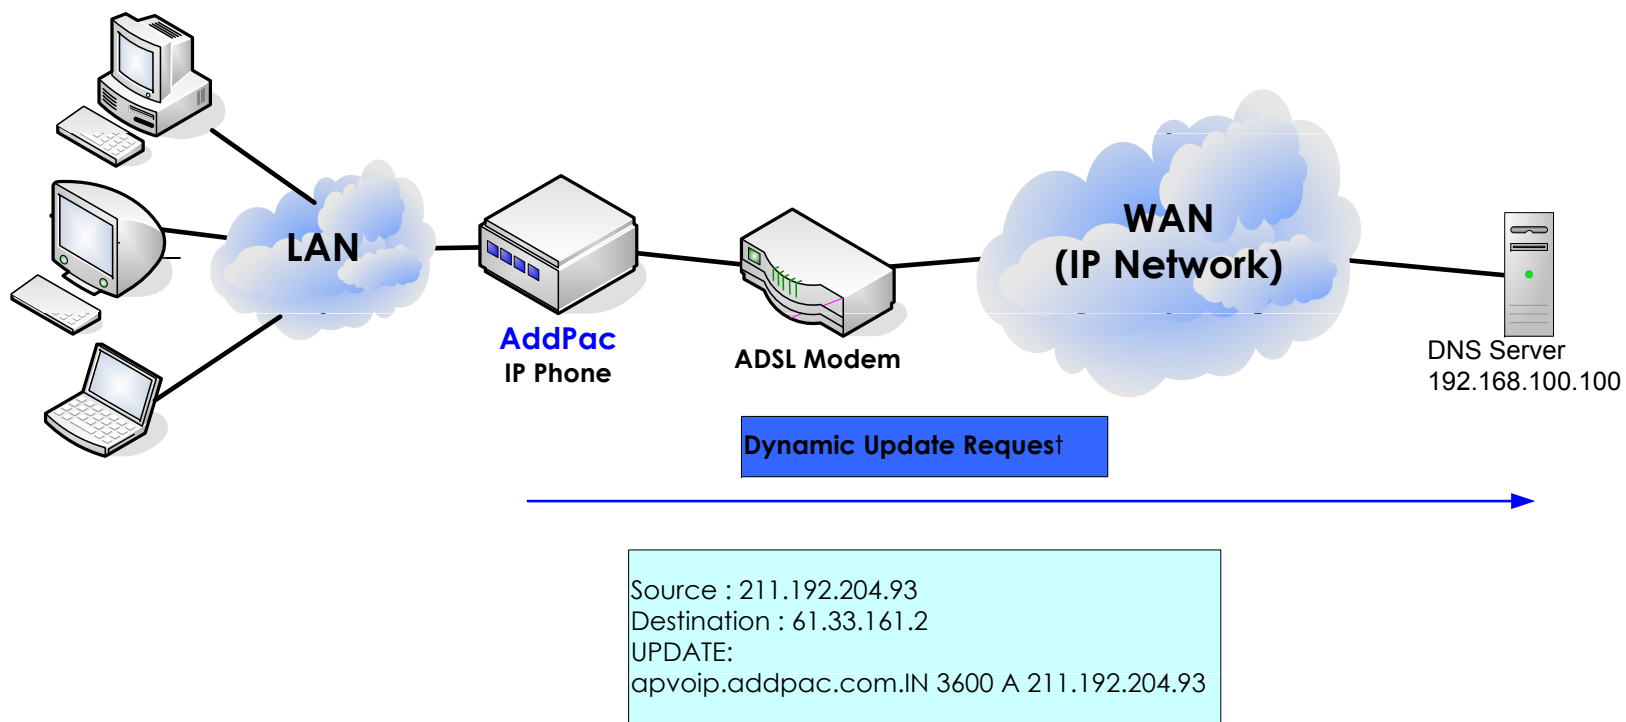 LAN
AddPac
IP Phone
ADSL Modem
WAN
(IP Network)
DNS Server
192.168.100.100
Dynamic Update Request
Source : 211.192.204.93
Destination : 61.33.161.2
UPDATE:
apvoip.addpac.com.IN 3600 A 211.192.204.93